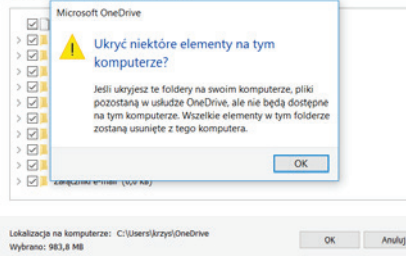 Microsoft OneDrive
Ukryć niektóre elementy na tym
komputerze?
Jeśli ukryjesz te foldery na swoim komputerze, pliki
pozostaną w usłudze OneDrive, ale nie będą dostępne
na tym komputerze. Wszelkie elementy w tym folderze
zostaną usunięte z tego komputera.
OK
Załączniki e-mail (0,0 KB)
Lokalizacja na komputerze: C:\Users\krzys\OneDrive
Wybrano: 983,8 MB
OK Anuluj